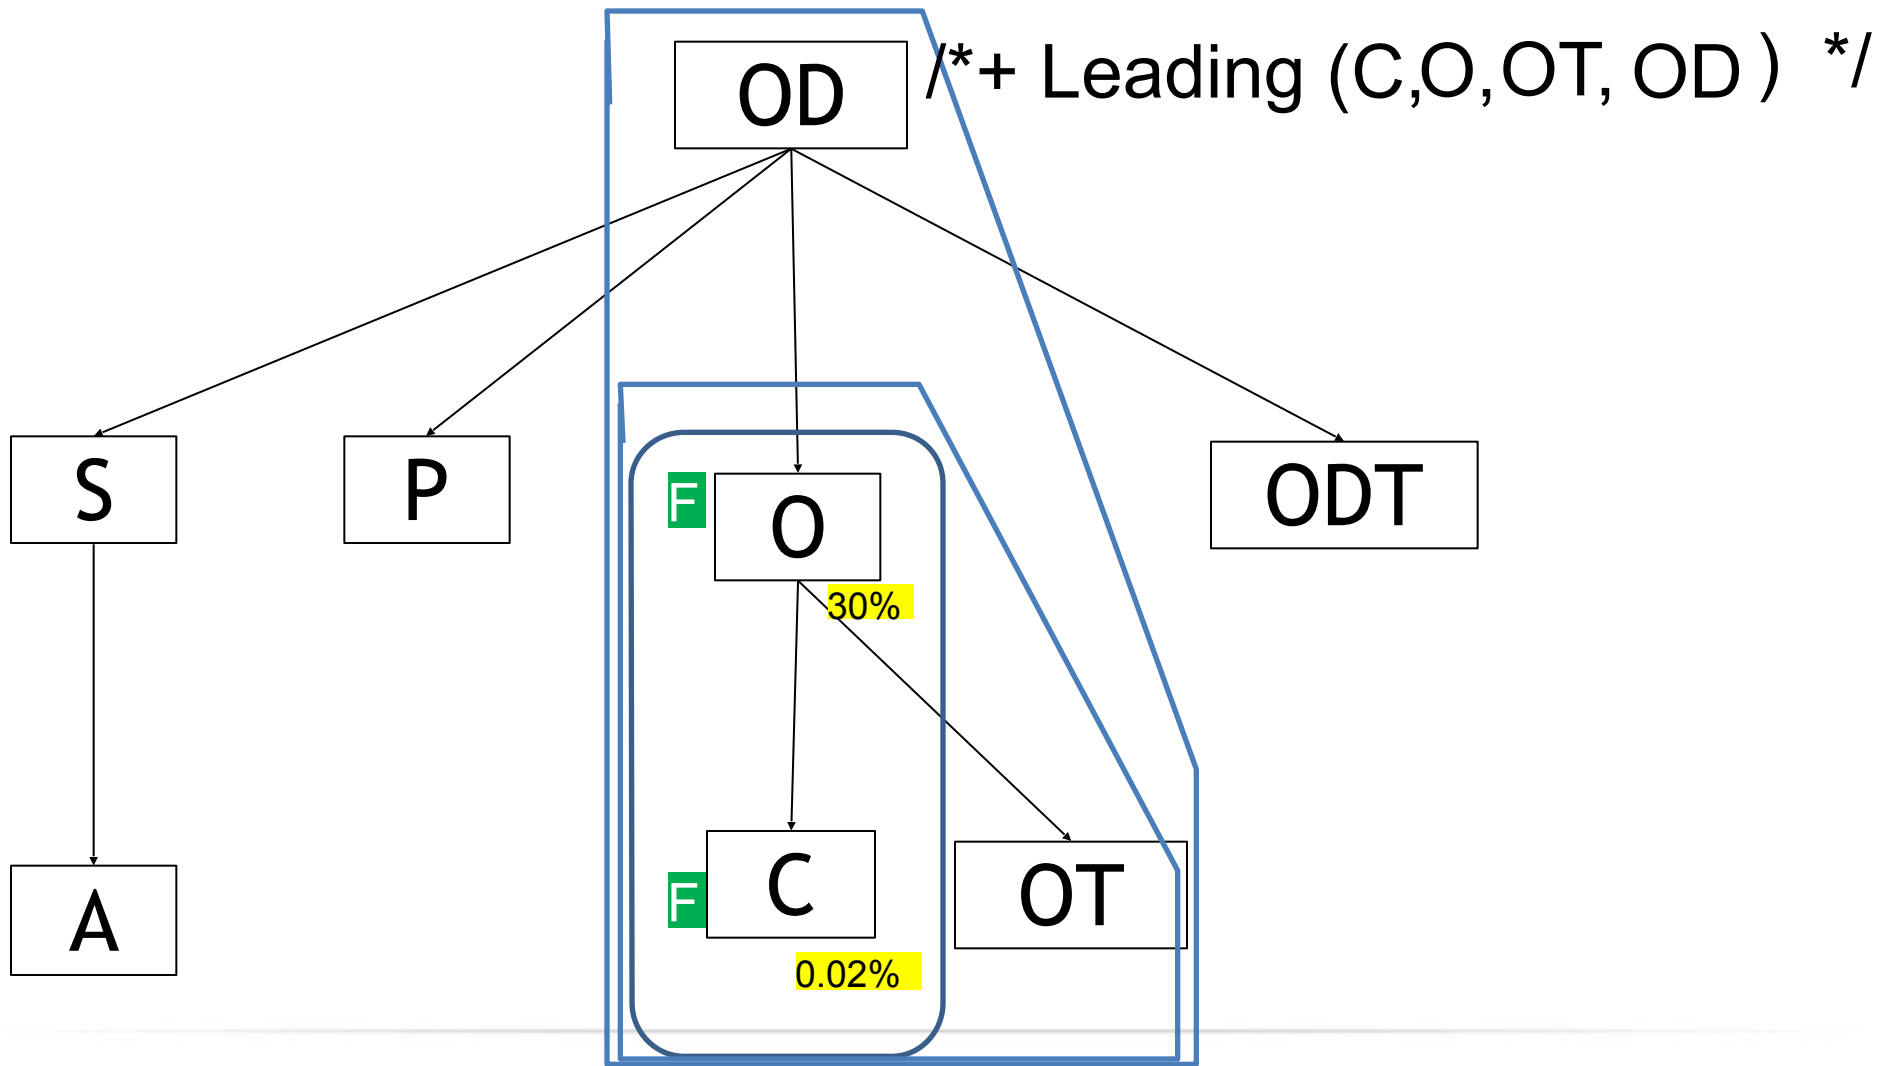 OD
/*+ Leading (C,O,OT, OD ) */
S
P
F
O
ODT
30%
A
F
C
OT
0.02%